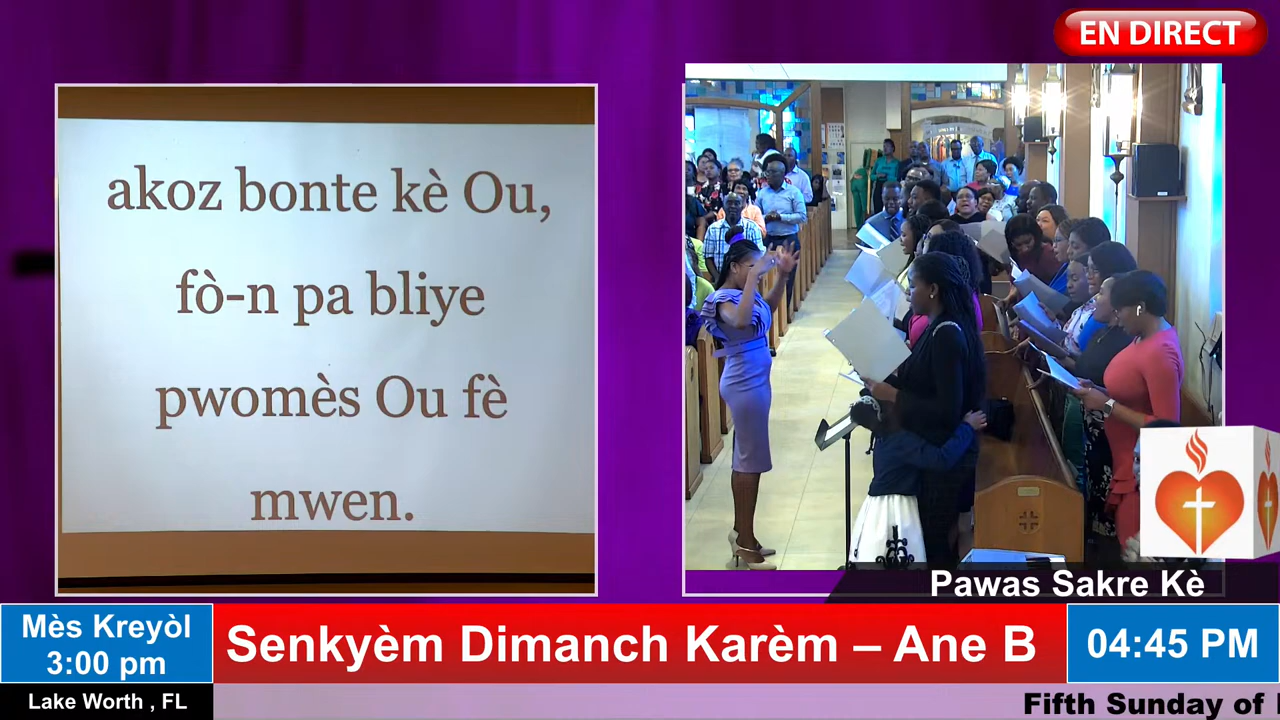 EN DIRECT
akoz bonte kè Ou,
fò-n pa bliye
pwomès Ou fè
mwen.
Pawas Sakre Kè
Mès Kreyòl
3:00 pm
Senkyèm Dimanch Karèm – Ane B
04:45 PM
Lake Worth , FL
Fifth Sunday of